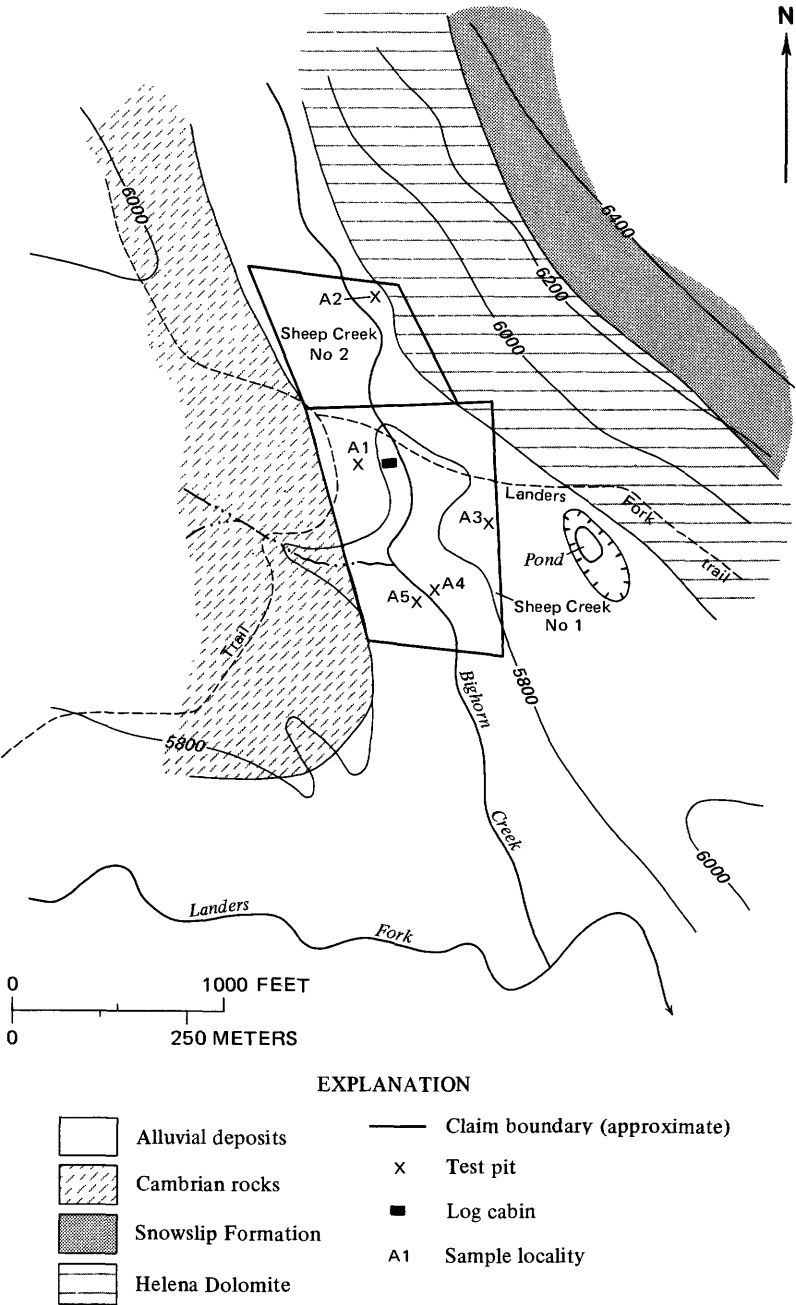 N
6000
6400
6200
A2
6000
Sheep Creek
No 2
A1
Landers
Fork
trail
A3
Pond
A4
A5
Sheep Creek
No 1
Trail
Bighorn
5800
5800
Creek
6000
Landers
Fork
0 1000 FEET
0 250 METERS
EXPLANATION
Alluvial deposits
Cambrian rocks
Snowslip Formation
Helena Dolomite
Claim boundary (approximate)
X Test pit
Log cabin
A1 Sample locality